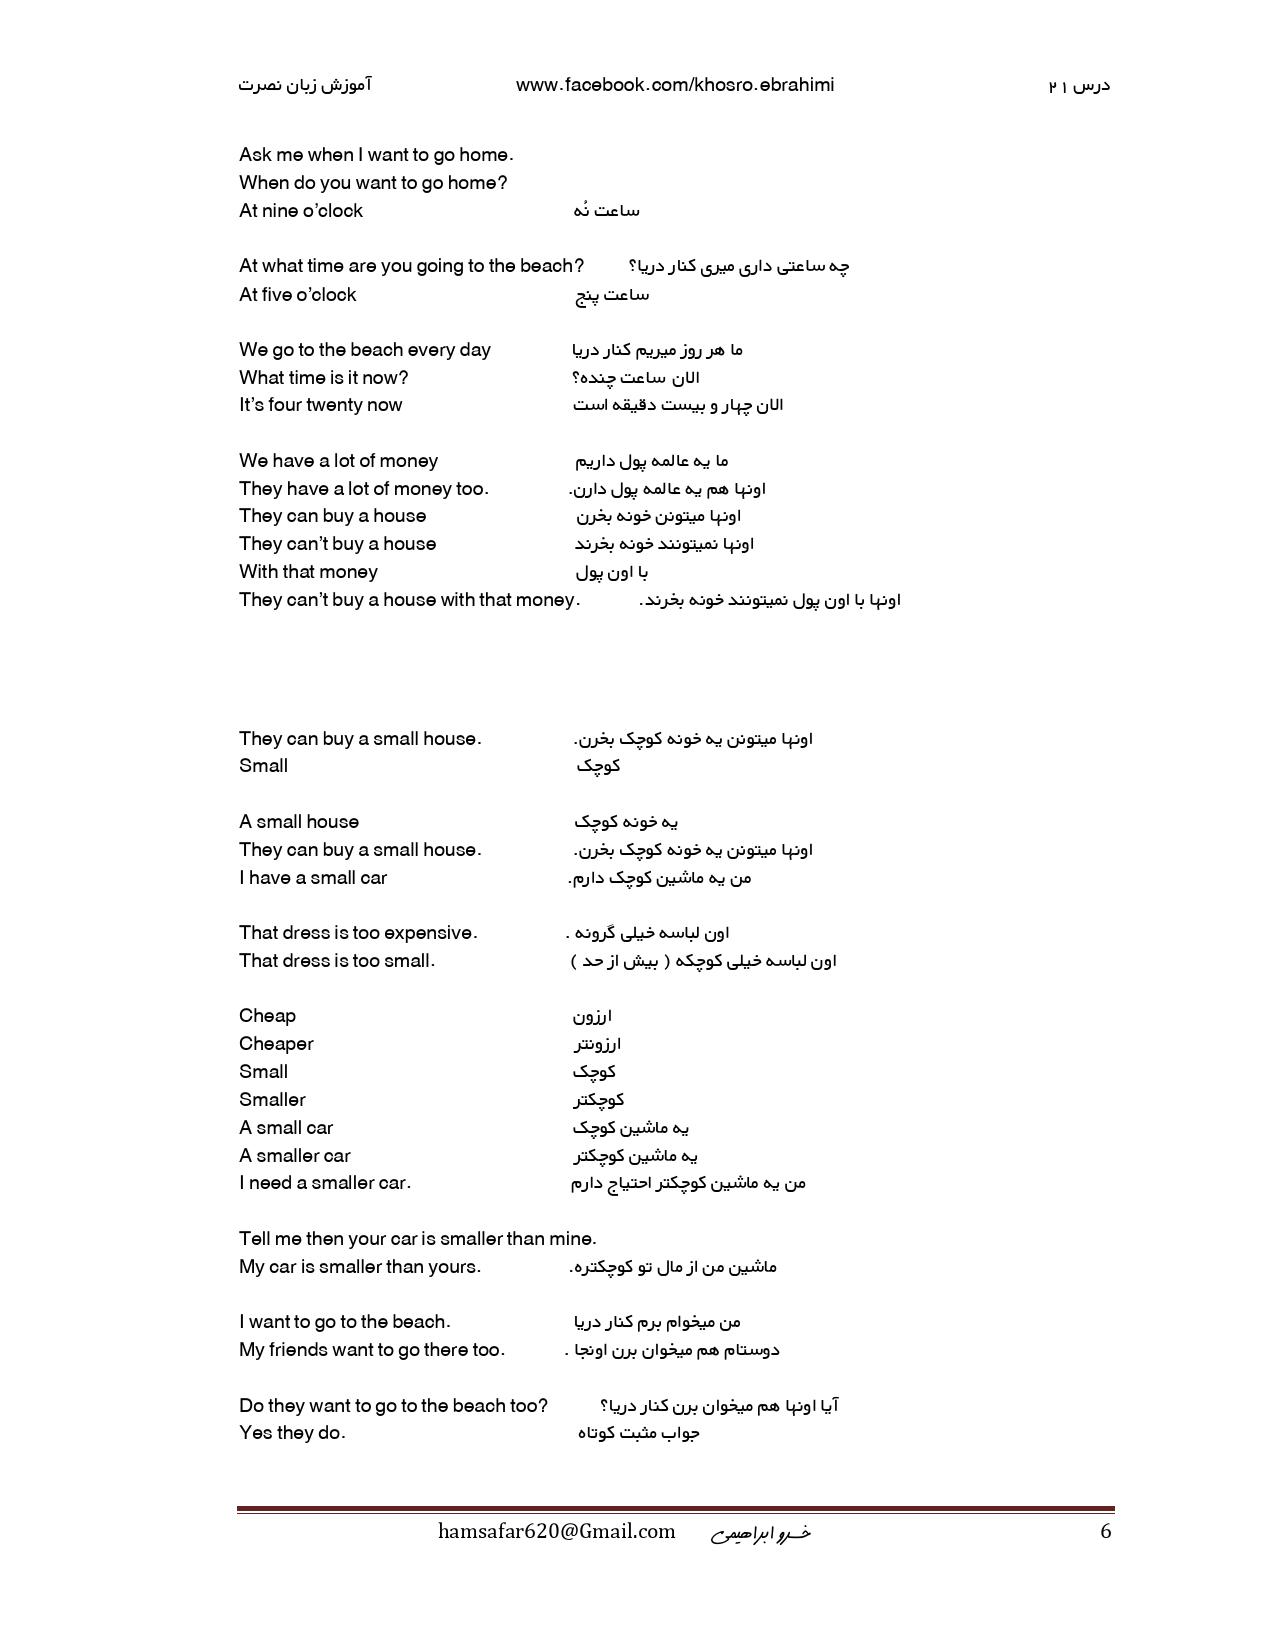 آموزش زبان نصرت www.facebook.com/khosro.ebrahimi درس ۲۱
Ask me when I want to go home.
When do you want to go home?
At nine o’clock ساعت نُه
At what time are you going to the beach? چه ساعتی داری میری کنار دریا؟
At five o’clock ساعت پنج
We go to the beach every day ما هر روز میریم کنار دریا
What time is it now? الان ساعت چنده؟
It’s four twenty now الان چهار و بیست دقیقه است
We have a lot of money ما یه عالمه پول داریم
They have a lot of money too. اونها هم یه عالمه پول دارن.
They can buy a house اونها میتونن خونه بخرن
They can’t buy a house اونها نمیتونند خونه بخرند
With that money با اون پول
They can’t buy a house with that money. اونها با اون پول نمیتونند خونه بخرند.
They can buy a small house. اونها میتونن یه خونه کوچک بخرن.
Small کوچک
A small house یه خونه کوچک
They can buy a small house. اونها میتونن یه خونه کوچک بخرن.
I have a small car من یه ماشین کوچک دارم.
That dress is too expensive. اون لباسه خیلی گرونه .
That dress is too small. اون لباسه خیلی کوچکه ( بیش از حد )
Cheap ارزون
Cheaper ارزونتر
Small کوچک
Smaller کوچکتر
A small car یه ماشین کوچک
A smaller car یه ماشین کوچکتر
I need a smaller car. من یه ماشین کوچکتر احتیاج دارم
Tell me then your car is smaller than mine.
My car is smaller than yours. ماشین من از مال تو کوچکتره.
I want to go to the beach. من میخوام برم کنار دریا
My friends want to go there too. دوستام هم میخوان برن اونجا .
Do they want to go to the beach too? آیا اونها هم میخوان برن کنار دریا؟
Yes they do. جواب مثبت کوتاه
hamsafar620@Gmail.com خسرو ابراهیمی 6